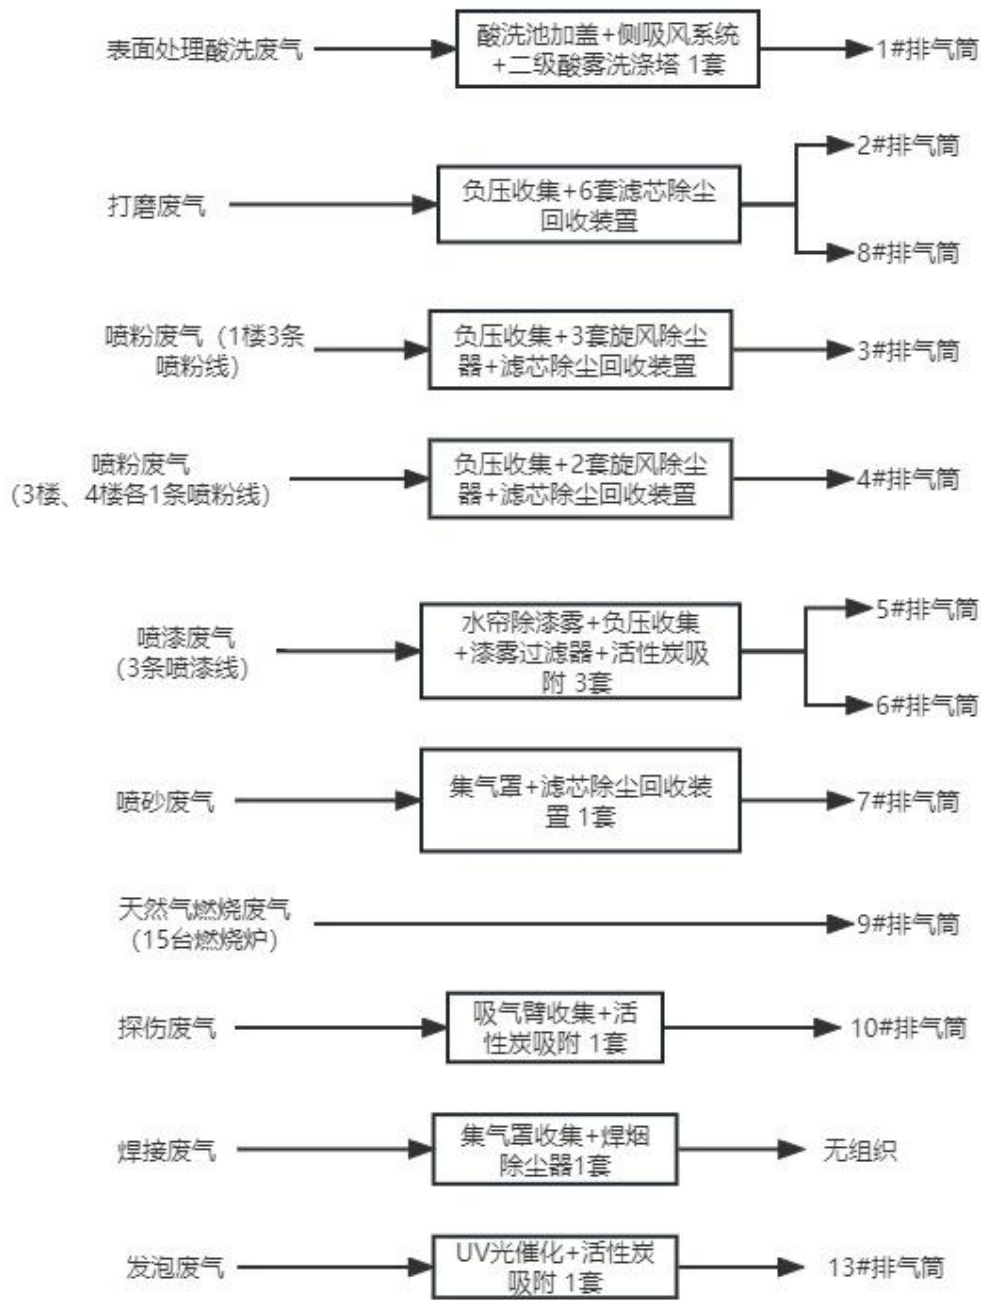 表面处理酸洗废气
酸洗池加盖+侧吸风系统
+二级酸雾洗涤塔 1套
1#排气筒
打磨废气
负压收集+6套滤芯除尘
回收装置
2#排气筒
8#排气筒
喷粉废气（1楼3条
喷粉线）
负压收集+3套旋风除尘
器+滤芯除尘回收装置
3#排气筒
喷粉废气
（3楼、4楼各1条喷粉线）
负压收集+2套旋风除尘
器+滤芯除尘回收装置
4#排气筒
喷漆废气
（3条喷漆线）
水帘除漆雾+负压收集
+漆雾过滤器+活性炭吸
附 3套
5#排气筒
6#排气筒
喷砂废气
集气罩+滤芯除尘回收装
置 1套
7#排气筒
天然气燃烧废气
（15台燃烧炉）
9#排气筒
探伤废气
吸气臂收集+活
性炭吸附 1套
10#排气筒
焊接废气
集气罩收集+焊烟
除尘器1套
无组织
发泡废气
UV光催化+活性炭
吸附 1套
13#排气筒